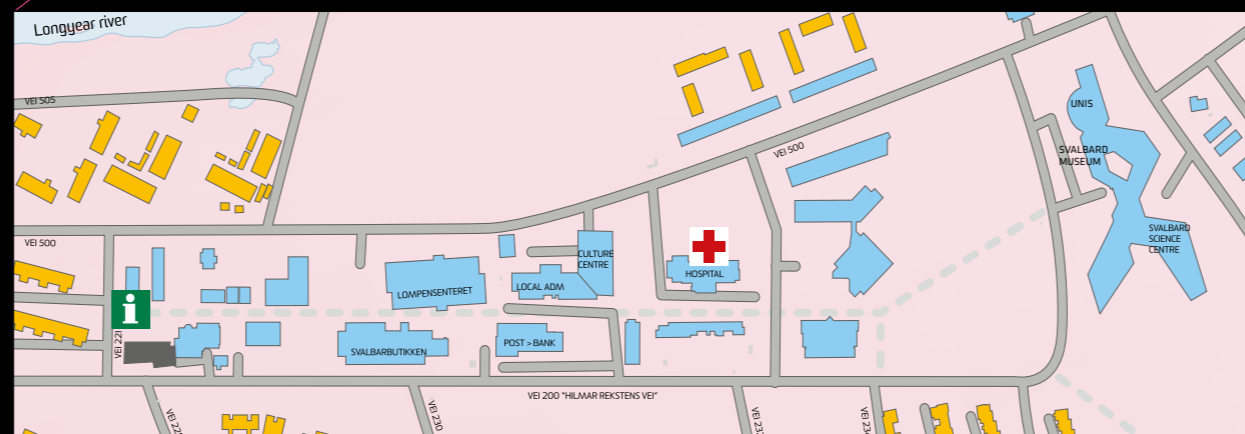 Longyear river
VEI 505
UNIS
SVALBARD
MUSEUM
VEI 500
SVALBARD
SCIENCE
CENTRE
VEI 500
CULTURE
CENTRE
HOSPITAL
LOCAL ADM
LOMPENSENTERET
i
VEI 221
POST > BANK
SVALBARBUTIKKEN
VEI 200 "HILMAR REKSTENS VEI"
VEI 230